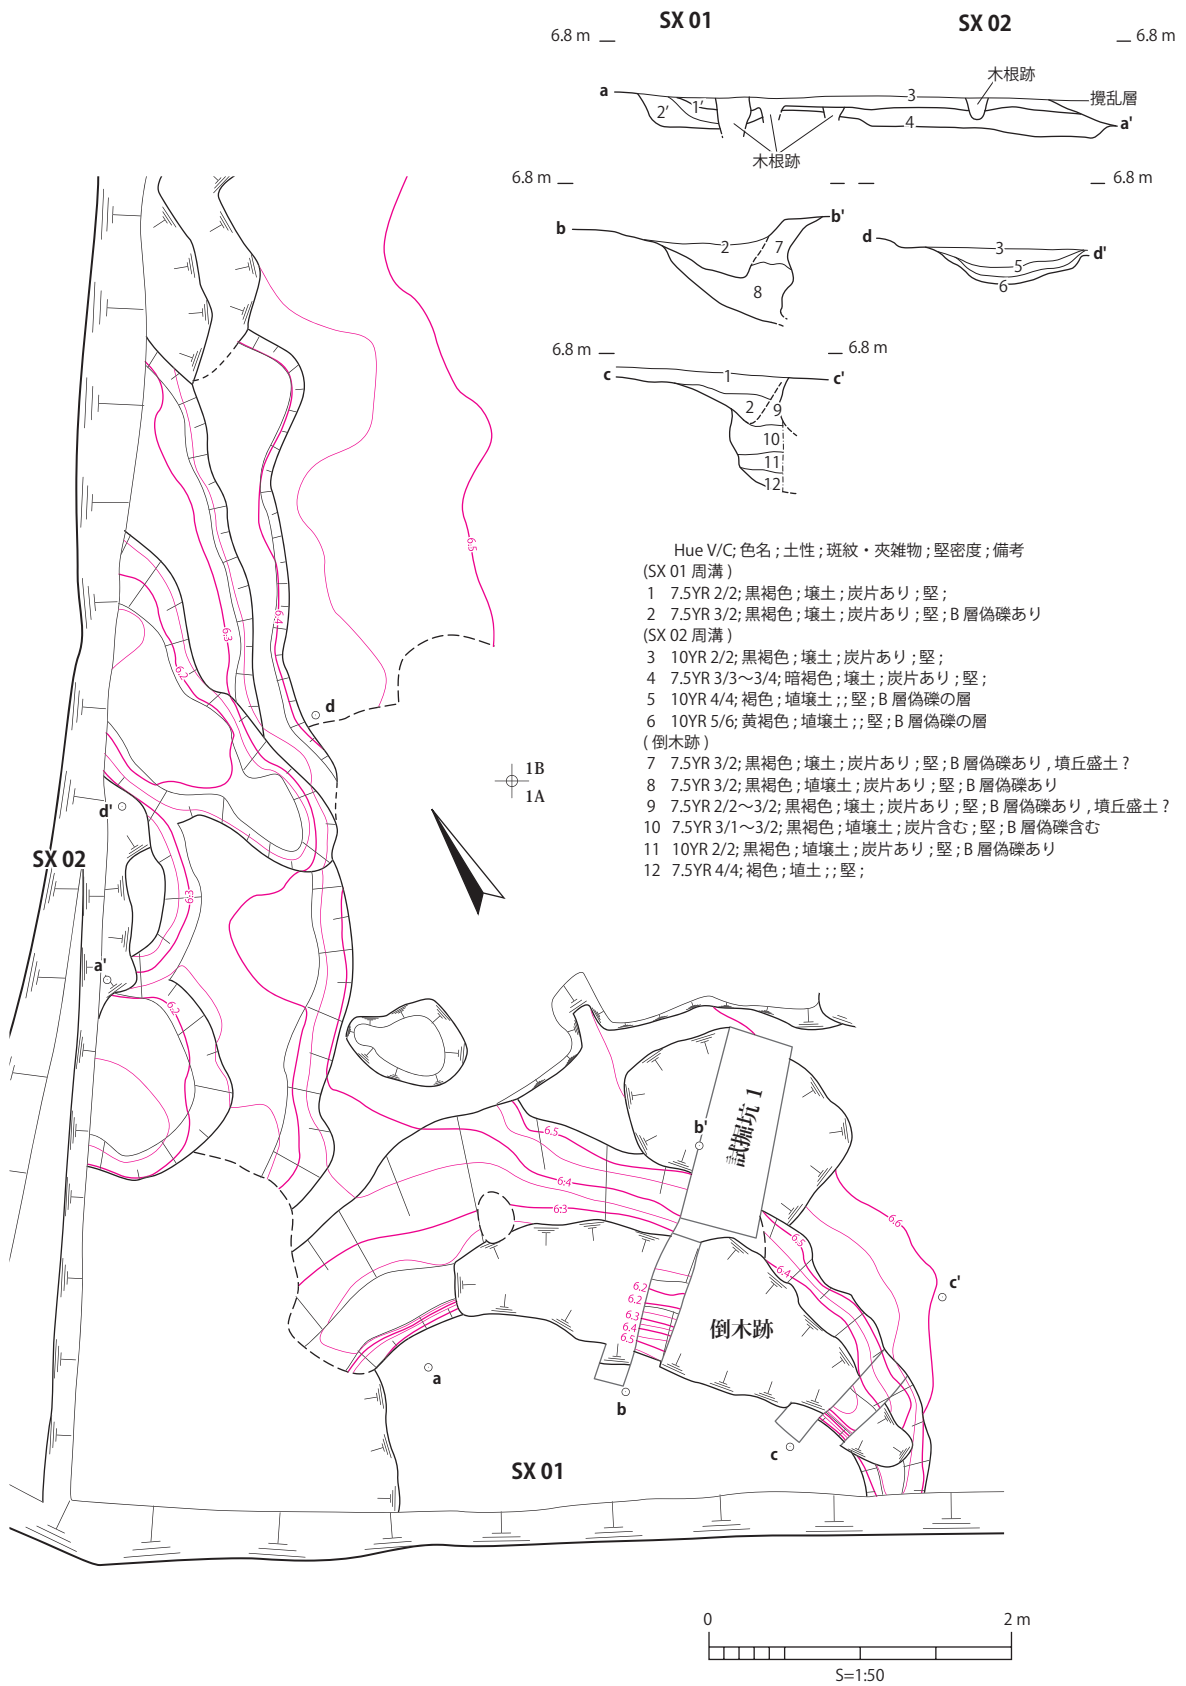 SX 01
SX 02
6.8 m
6.8 m
木根跡
a
3
攪乱層
1'
2'
4
a'
木根跡
6.8 m
6.8 m
b
b'
2
7
8
d
3
d'
5
6
6.8 m
6.8 m
c
1
c'
2
9
10
11
12
Hue V/C; 色名 ; 土性 ; 斑紋・夾雑物 ; 堅密度 ; 備考
(SX 01 周溝 )
1 7.5YR 2/2; 黒褐色 ; 壌土 ; 炭片あり ; 堅 ;
2 7.5YR 3/2; 黒褐色 ; 壌土 ; 炭片あり ; 堅 ; B 層偽礫あり
(SX 02 周溝 )
3 10YR 2/2; 黒褐色 ; 壌土 ; 炭片あり ; 堅 ;
4 7.5YR 3/3〜3/4; 暗褐色 ; 壌土 ; 炭片あり ; 堅 ;
5 10YR 4/4; 褐色 ; 埴壌土 ; ; 堅 ; B 層偽礫の層
6 10YR 5/6; 黄褐色 ; 埴壌土 ; ; 堅 ; B 層偽礫の層
( 倒木跡 )
7 7.5YR 3/2; 黒褐色 ; 壌土 ; 炭片あり ; 堅 ; B 層偽礫あり , 墳丘盛土 ?
8 7.5YR 3/2; 黒褐色 ; 埴壌土 ; 炭片あり ; 堅 ; B 層偽礫あり
9 7.5YR 2/2〜3/2; 黒褐色 ; 壌土 ; 炭片あり ; 堅 ; B 層偽礫あり , 墳丘盛土 ?
10 7.5YR 3/1〜3/2; 黒褐色 ; 埴壌土 ; 炭片含む ; 堅 ; B 層偽礫含む
11 10YR 2/2; 黒褐色 ; 埴壌土 ; 炭片あり ; 堅 ; B 層偽礫あり
12 7.5YR 4/4; 褐色 ; 埴土 ; ; 堅 ;
6.5
6.4
6.3
6.2
d
1B
1A
d'
SX 02
6.3
a'
6.2
試掘坑 1
b'
6.5
6.4
6.3
6.6
6.5
6.4
c'
6.2
6.2
6.3
6.4
6.5
倒木跡
a
b
c
SX 01
0
2 m
S=1:50